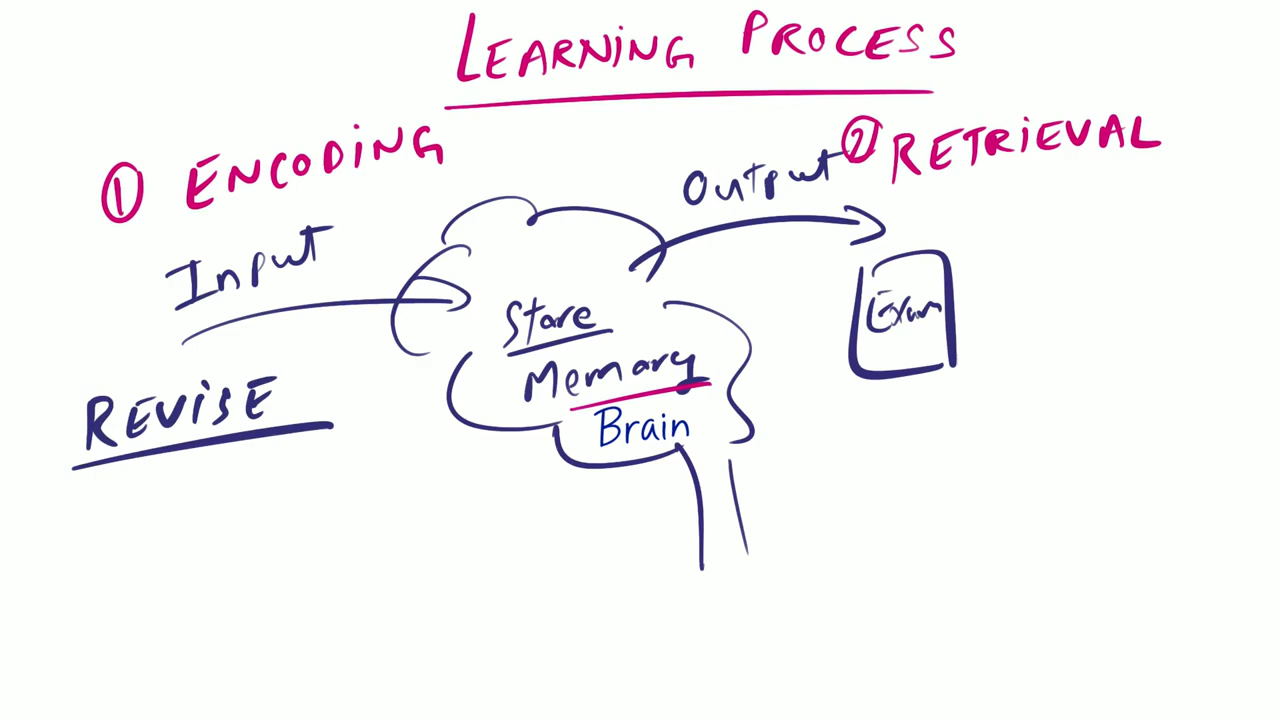 LEARNING PROCESS
① ENCODING
② RETRIEVAL
Input
Output
Store
Memory
Brain
Exam
REVISE